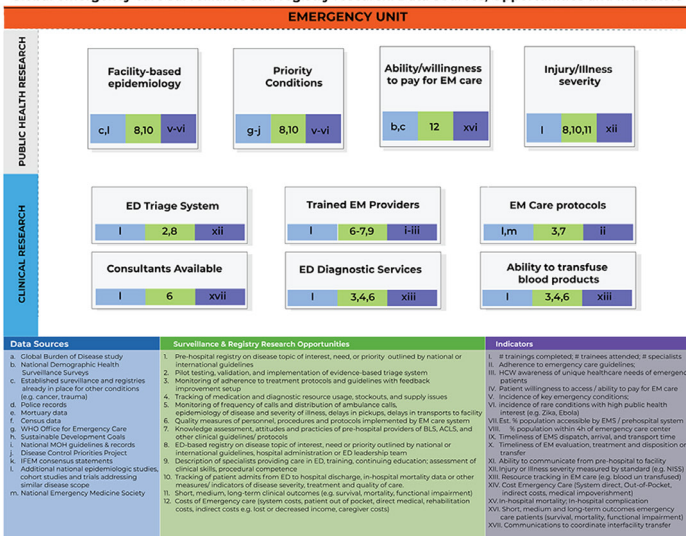 EMERGENCY UNIT
PUBLIC HEALTH RESEARCH
Facility-based
epidemiology
c,l 8,10 v-vi
Priority
Conditions
g-j 8,10 v-vi
Ability/willingness
to pay for EM care
b,c 12 xvi
Injury/Illness
severity
l 8,10,11 xii
CLINICAL RESEARCH
ED Triage System
l 2,8 xii
Trained EM Providers
l 6-7,9 i-iii
EM Care protocols
l,m 3,7 ii
Consultants Available
l 6 xvii
ED Diagnostic Services
l 3,4,6 xiii
Ability to transfuse
blood products
l 3,4,6 xiii
Data Sources
a. Global Burden of Disease study
b. National Demographic Health
Surveillance Surveys
c. Established surevillance and registries
already in place for other conditions
(e.g. cancer, trauma)
d. Police records
e. Mortuary data
f. Census data
g. WHO Office for Emergency Care
h. Sustainable Development Goals
i. National MOH guidelines & records
j. Disease Control Priorities Project
k. IFEM consensus statements
l. Additional national epidemiologic studies,
cohort studies and trials addressing
similar disease scope
m. National Emergency Medicine Society
Surveillance & Registry Research Opportunities
1. Pre-hospital registry on disease topic of interest, need, or priority outlined by national or
international guidelines
2. Pilot testing, validation, and implementation of evidence-based triage system
3. Monitoring of adherence to treatment protocols and guidelines with feedback
improvement setup
4. Tracking of medication and diagnostic resource usage, stockouts, and supply issues
5. Monitoring of frequency of calls and distribution of ambulance calls,
epidemiology of disease and severity of illness, delays in pickups, delays in transports to facility
6. Quality measures of personnel, procedures and protocols implemented by EM care system
7. Knowledge assessment, attitudes and practicies of pre-hospital providers of BLS, ACLS, and
other clinical guidelines/ protocols
8. ED-based registry on disease topic of interest, need or priority outlined by national or
international guidelines, hospital administration or ED leadership team
9. Description of specialists providing care in ED, training, continuing education; assessment of
clinical skills, procedural competence
10. Tracking of patient admits from ED to hospital discharge, in-hospital mortality data or other
measures/ indicators of disease severity, treatment and quality of care.
11. Short, medium, long-term clinical outcomes (e.g. survival, mortality, functional impairment)
12. Costs of Emergency care (system costs, patient out of pocket, direct medical, rehabilitation
costs, indirect costs e.g. lost or decreased income, caregiver costs)
Indicators
I. # trainings completed; # trainees attended; # specialists
II. Adherence to emergency care guidelines;
III. HCW awareness of unique healthcare needs of emergency
patients
IV. Patient willingness to access / ability to pay for EM care
V. Incidence of key emergency conditions;
VI. Incidence of rare conditions with high public health
interest (e.g. Zika, Ebola)
VII. Est. % population accessible by EMS / prehospital system
VIII. % population within 4h of emergency care center
IX. Timeliness of EMS dispatch, arrival, and transport time
X. Timeliness of EM evaluation, treatment and disposition or
transfer
XI. Ability to communicate from pre-hospital to facility
XII. Injury or Illness severity measured by standard (e.g. NISS)
XIII. Resource tracking in EM care (e.g. blood un transfused)
XIV. Cost Emergency Care (System direct, Out-of-Pocket,
indirect costs, medical impoverishment)
XV. In-hospital mortality; In-hospital complication
XVI. Short, medium and long-term outcomes emergency
care patients (survival, mortality, functional impairment)
XVII. Communications to coordinate interfacility transfer